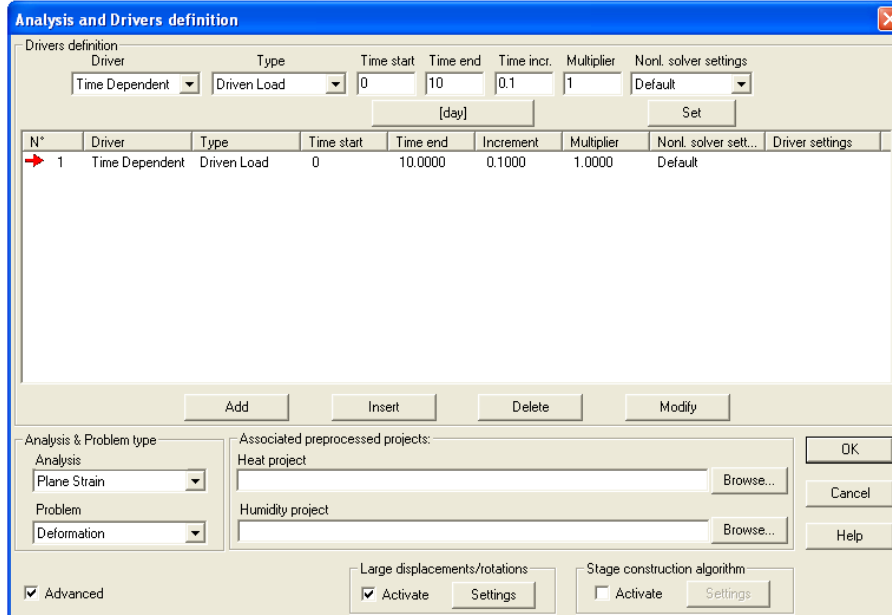 Analysis and Drivers definition
Drivers definition
Driver Type Time start Time end Time incr. Multiplier Nonl. solver settings
Time Dependent Driven Load 0 10 0.1 1 Default
[day] Set
N° Driver Type Time start Time end Increment Multiplier Nonl. solver sett... Driver settings
1 Time Dependent Driven Load 0 10.0000 0.1000 1.0000 Default
Add Insert Delete Modify
Analysis & Problem type Associated preprocessed projects:
Analysis Heat project OK
Plane Strain Browse...
Cancel
Problem Humidity project
Deformation Browse... Help
Large displacements/rotations Stage construction algorithm
Advanced Activate Settings Activate Settings